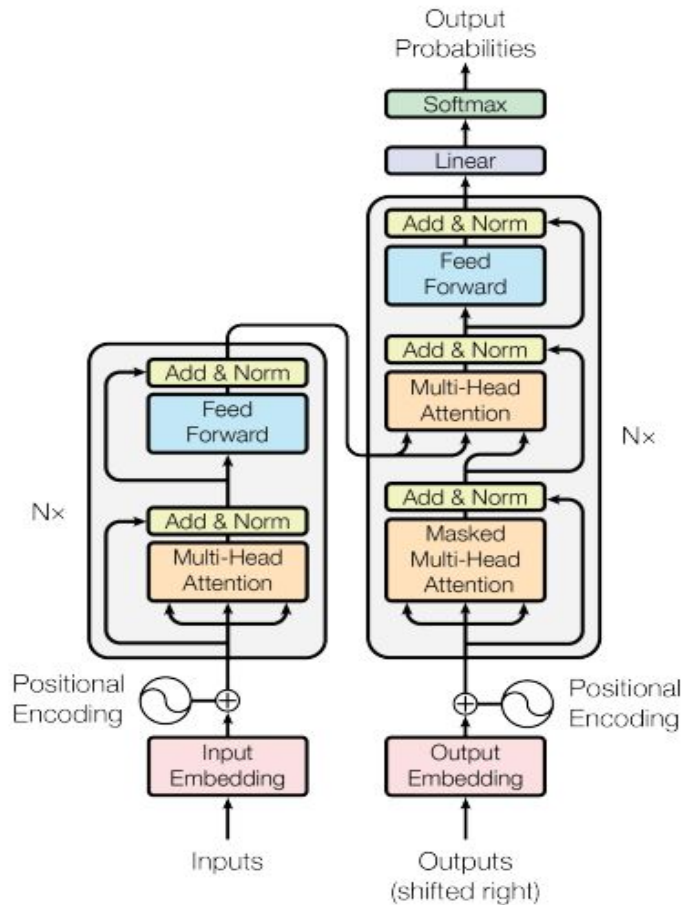 Output
Probabilities
Softmax
Linear
Add & Norm
Feed
Forward
Add & Norm
Multi-Head
Attention
Add & Norm
Masked
Multi-Head
Attention
Nx
Add & Norm
Feed
Forward
Add & Norm
Multi-Head
Attention
Nx
Positional
Encoding
Positional
Encoding
Input
Embedding
Output
Embedding
Inputs
Outputs
(shifted right)